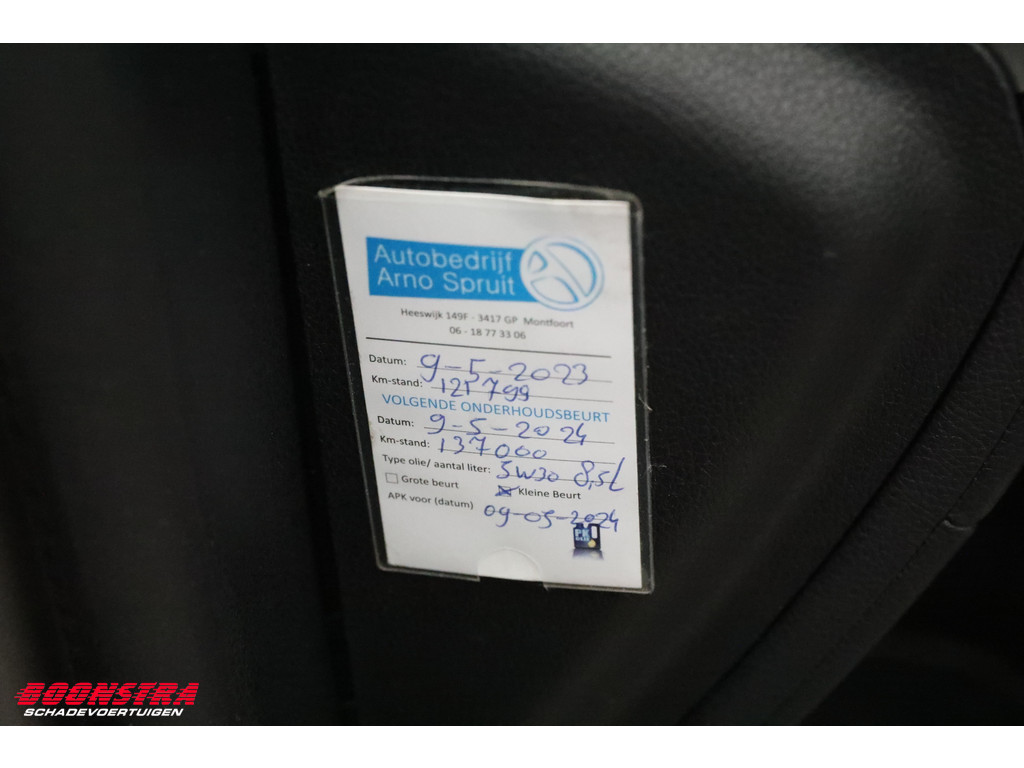 Autobedrijf
Arno Spruit
Heeswijk 149F - 3417 GP Montfoort
06 - 18 77 33 06
Datum: 9-5-2023
Km-stand: 121799
VOLGENDE ONDERHOUDSBEURT
Datum: 9-5-2024
Km-stand: 137000
Type olie/ aantal liter: 5W30 8,5L
Grote beurt Kleine Beurt
APK voor (datum) 09-05-2024
BOONSTRA
SCHADEVOERTUIGEN